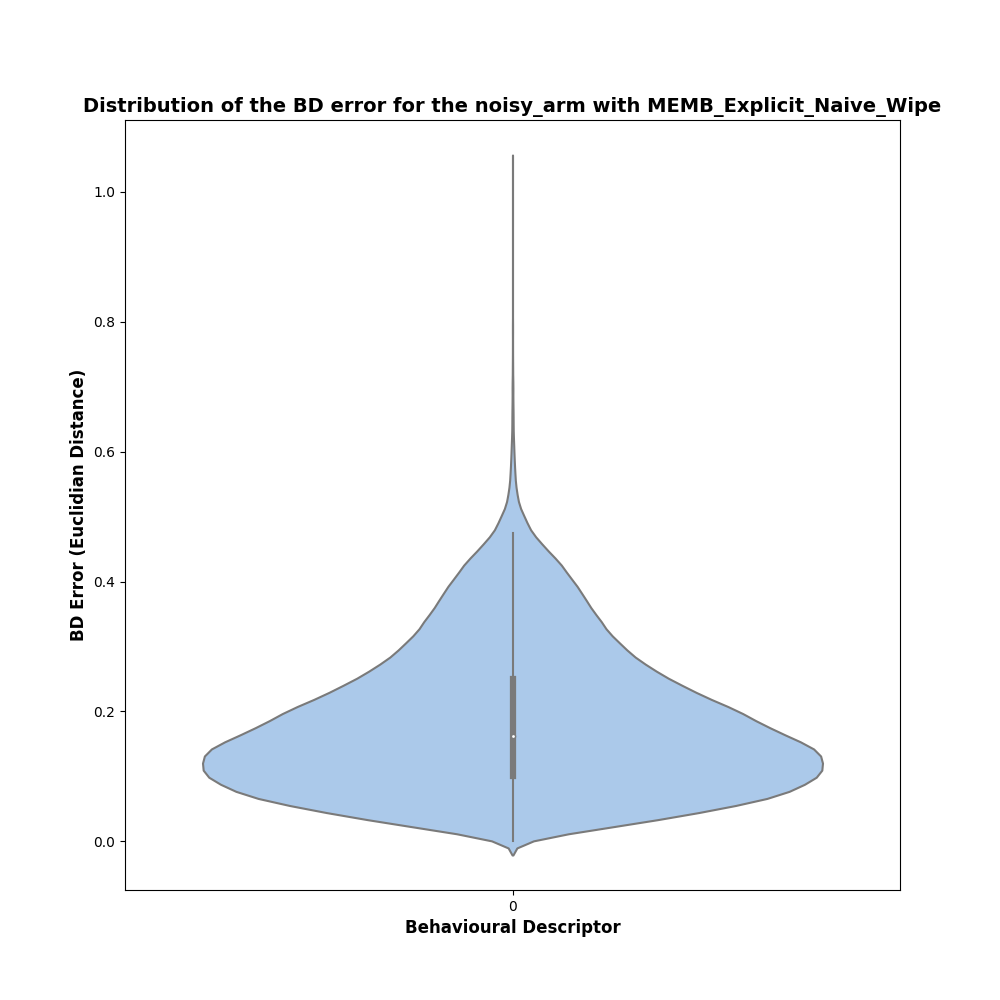 Distribution of the BD error for the noisy_arm with MEMB_Explicit_Naive_Wipe
1.0
0.8
0.6
0.4
0.2
0.0
BD Error (Euclidian Distance)
0
Behavioural Descriptor